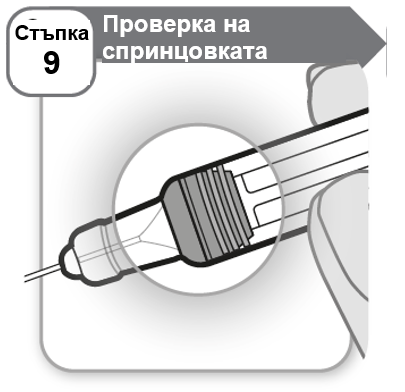 Стъпка
9
Проверка на
спринцовката